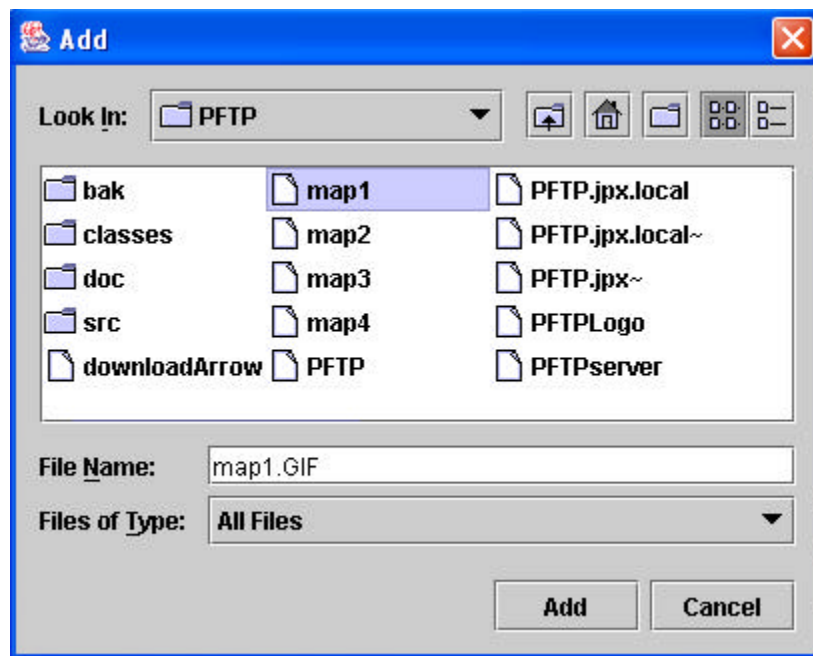 Add
Look In: PFTP
bak map1 PFTP.jpx.local
classes map2 PFTP.jpx.local~
doc map3 PFTP.jpx~
src map4 PFTPLogo
downloadArrow PFTP PFTPserver
File Name: map1.GIF
Files of Type: All Files
Add Cancel